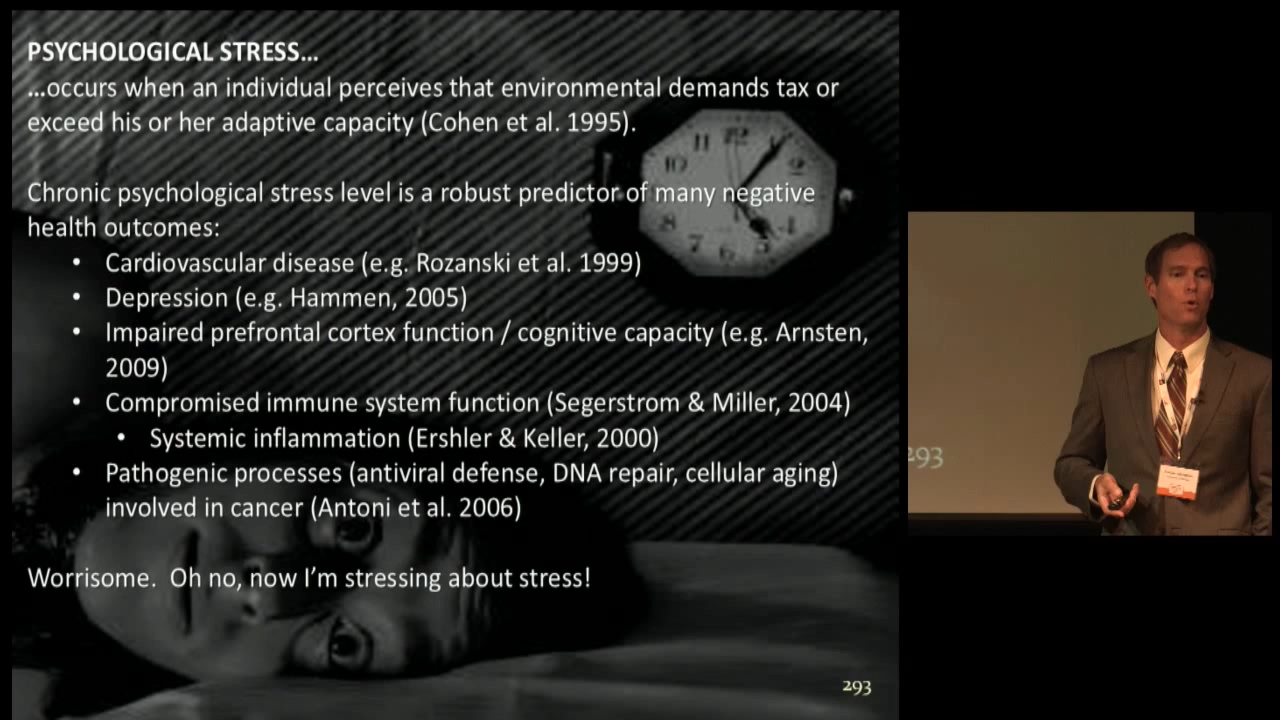 PSYCHOLOGICAL STRESS...
...occurs when an individual perceives that environmental demands tax or
exceed his or her adaptive capacity (Cohen et al. 1995).
Chronic psychological stress level is a robust predictor of many negative
health outcomes:
• Cardiovascular disease (e.g. Rozanski et al. 1999)
• Depression (e.g. Hammen, 2005)
• Impaired prefrontal cortex function / cognitive capacity (e.g. Arnsten,
2009)
• Compromised immune system function (Segerstrom & Miller, 2004)
• Systemic inflammation (Ershler & Keller, 2000)
• Pathogenic processes (antiviral defense, DNA repair, cellular aging)
involved in cancer (Antoni et al. 2006)
Worrisome.  Oh no, now I'm stressing about stress!
293
293